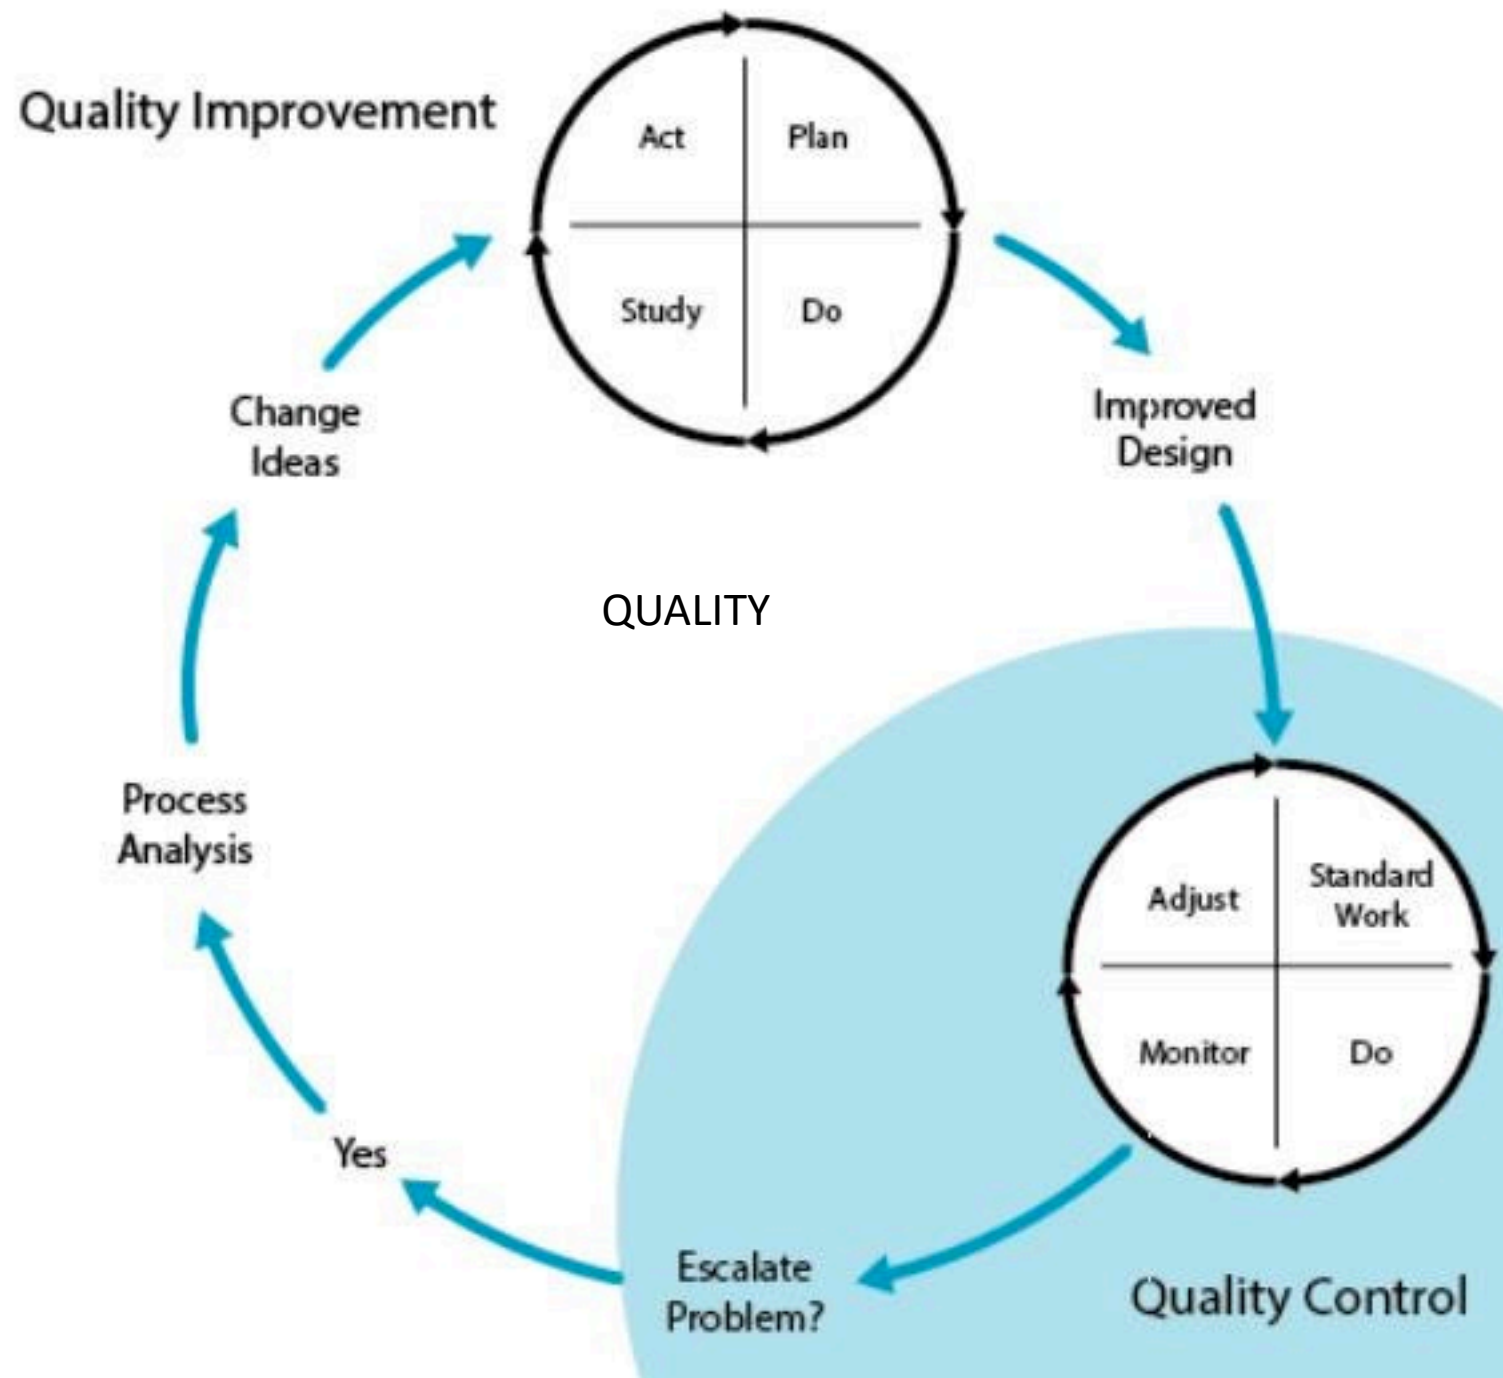 Quality Improvement
Act
Plan
Study
Do
Change
Ideas
Improved
Design
QUALITY
Process
Analysis
Adjust
Standard
Work
Monitor
Do
Yes
Escalate
Problem?
Quality Control